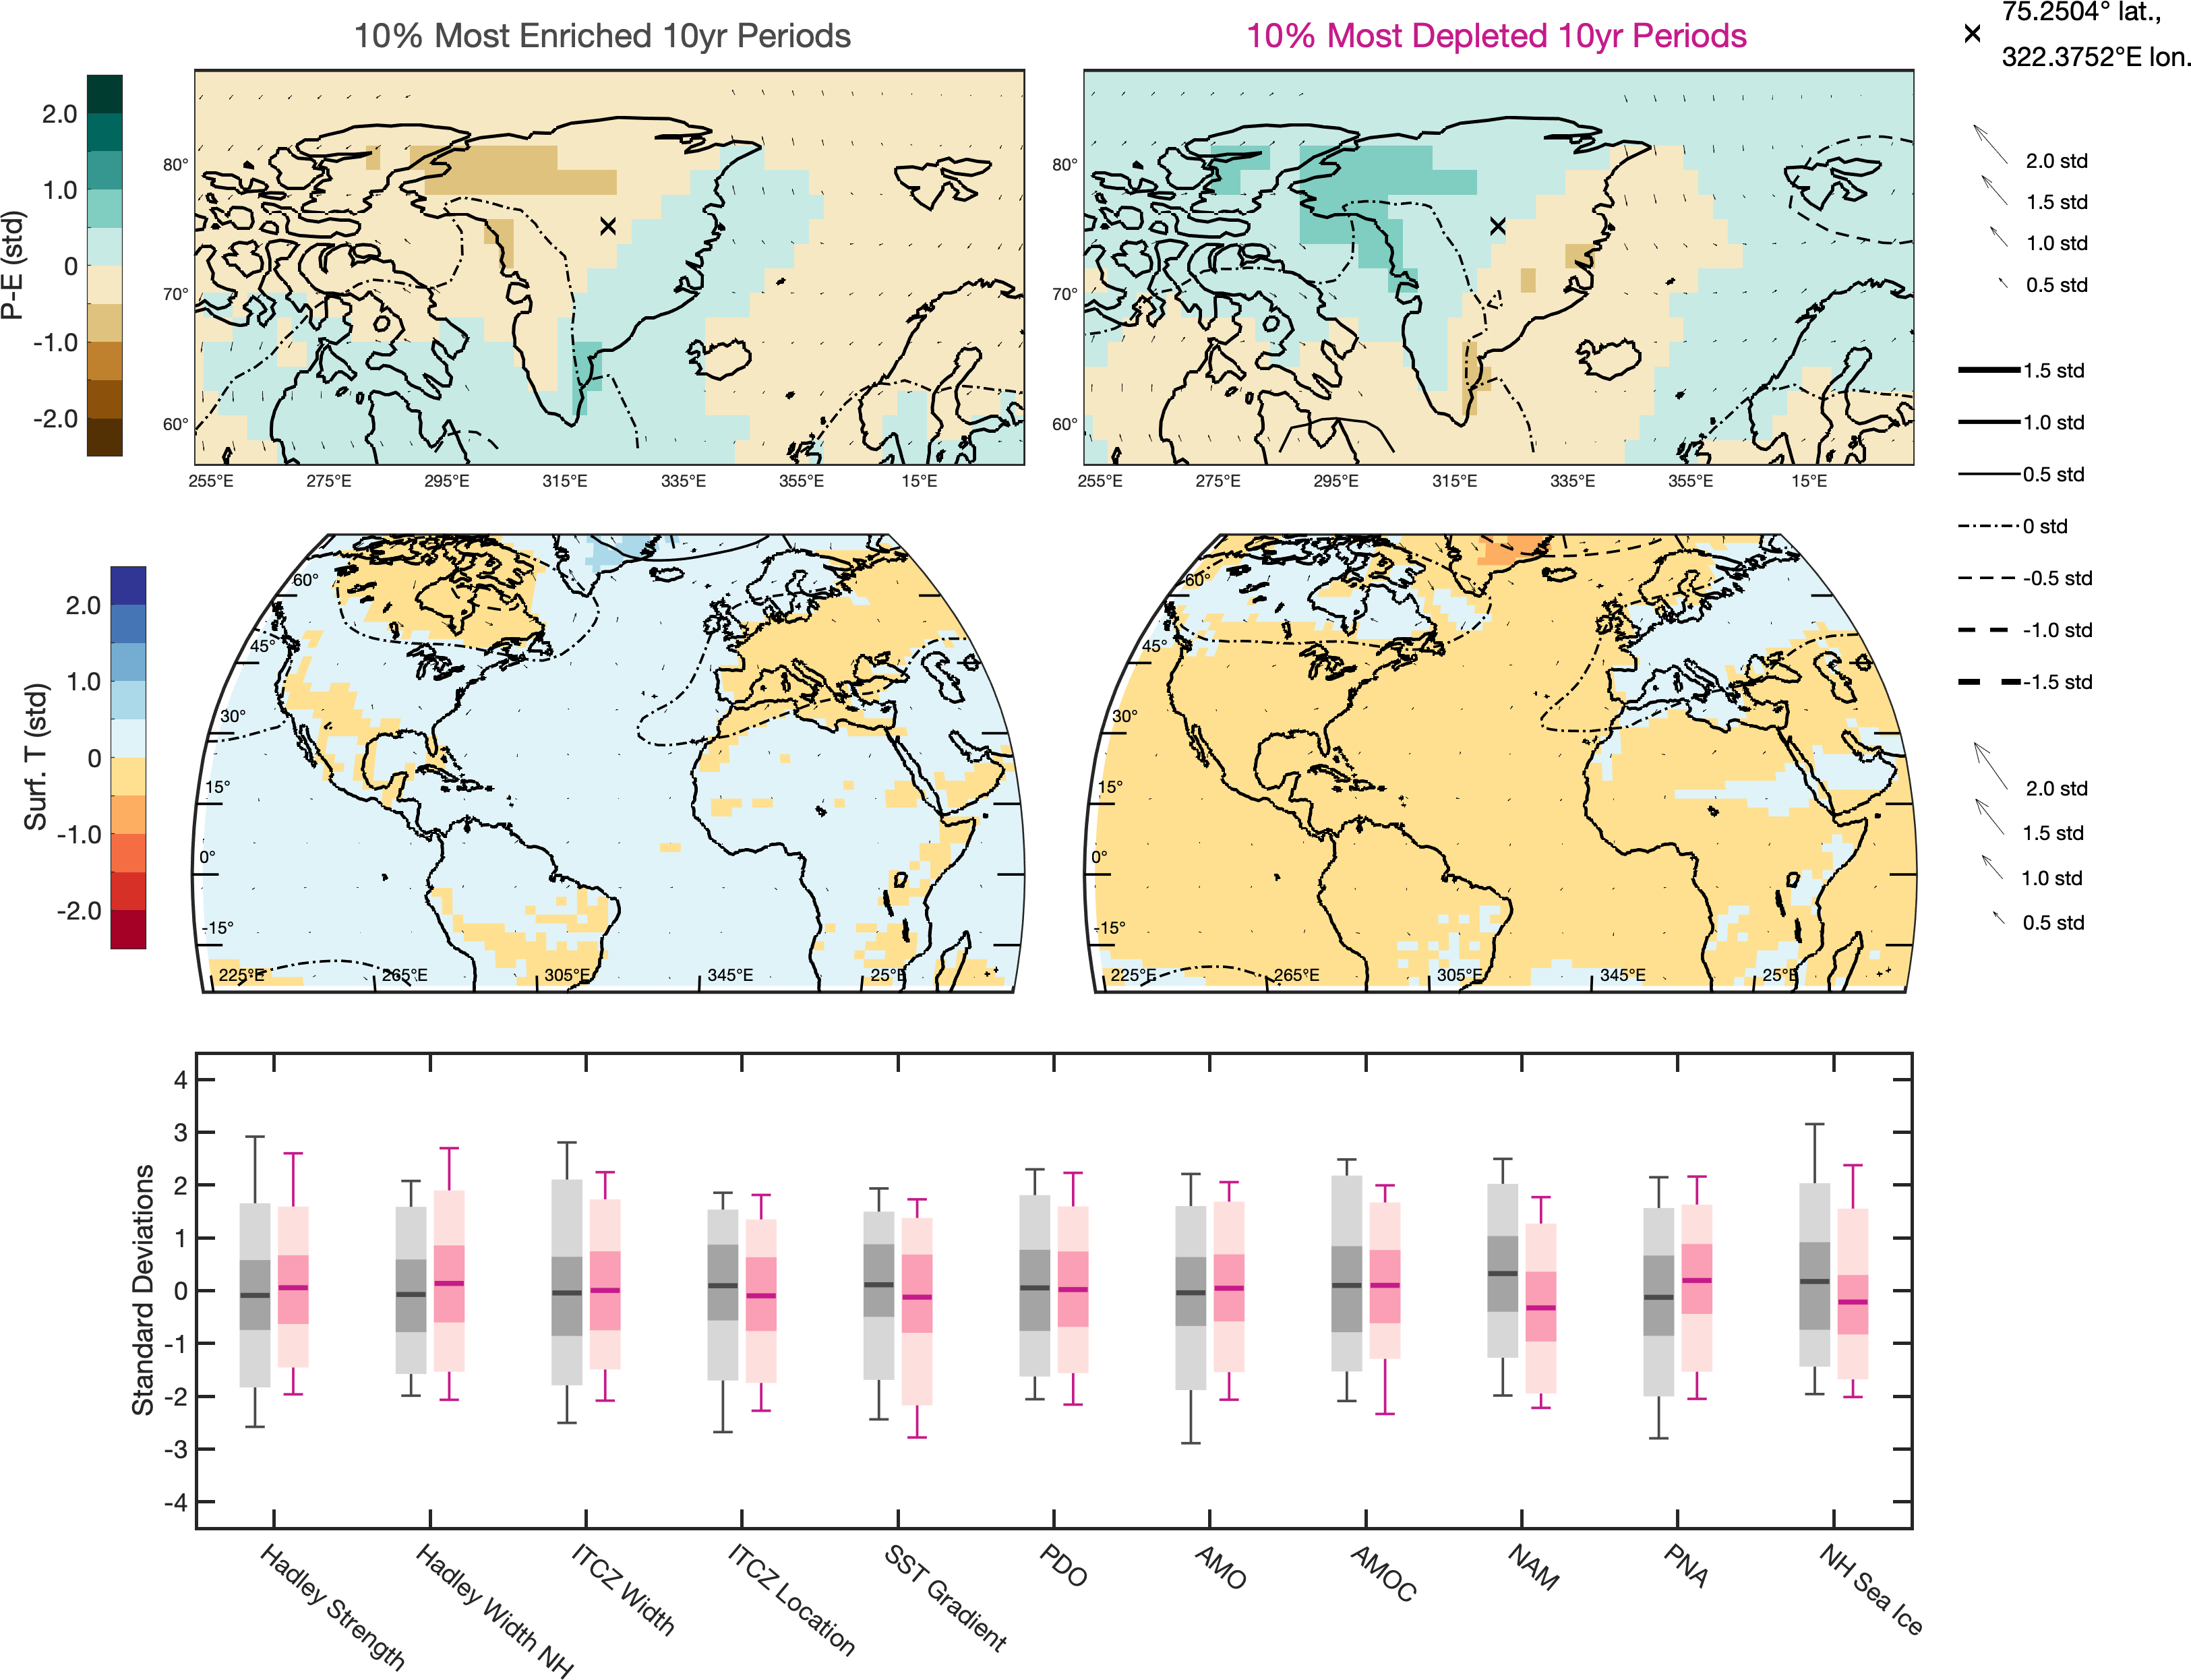 10% Most Enriched 10yr Periods
10% Most Depleted 10yr Periods
75.2504° lat.,
322.3752°E lon.
P-E (std)
2.0
1.0
0
-1.0
-2.0
80°
70°
60°
255°E 275°E 295°E 315°E 335°E 355°E 15°E
80°
70°
60°
255°E 275°E 295°E 315°E 335°E 355°E 15°E
2.0 std
1.5 std
1.0 std
0.5 std
1.5 std
1.0 std
0.5 std
0 std
-0.5 std
-1.0 std
-1.5 std
Surf. T (std)
2.0
1.0
0
-1.0
-2.0
60°
45°
30°
15°
0°
-15°
225°E 265°E 305°E 345°E 25°E
60°
45°
30°
15°
0°
-15°
225°E 265°E 305°E 345°E 25°E
2.0 std
1.5 std
1.0 std
0.5 std
Standard Deviations
4
3
2
1
0
-1
-2
-3
-4
Hadley Strength
Hadley Width NH
ITCZ Width
ITCZ Location
SST Gradient
PDO
AMO
AMOC
NAM
PNA
NH Sea Ice